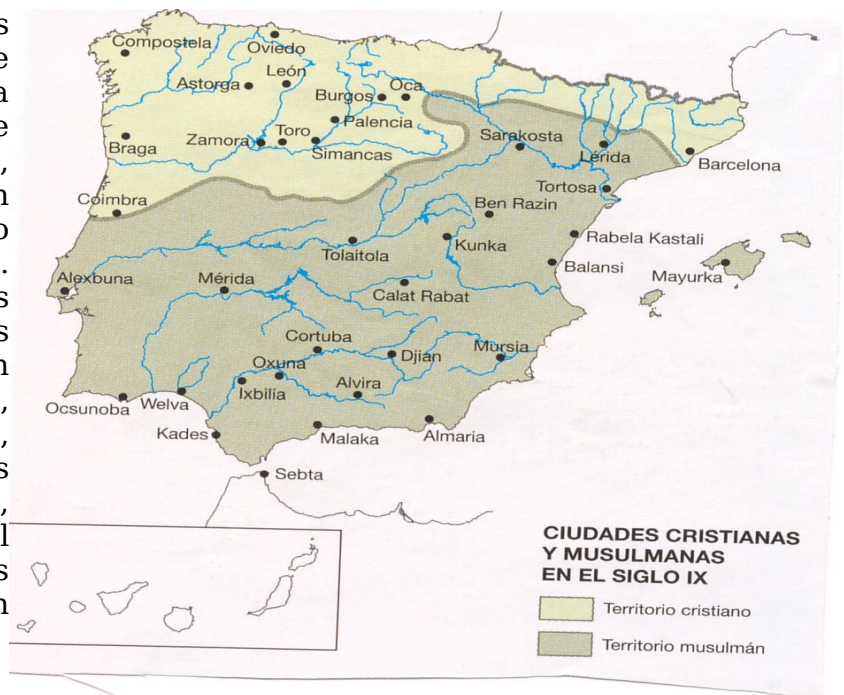 s
e
a
e
,
n
o
.
s
s
n
,
,
s
,
l
s
n
Compostela
Oviedo
León
Astorga
Burgos
Oca
Palencia
Zamora
Toro
Simancas
Braga
Sarakosta
Lérida
Barcelona
Tortosa
Coimbra
Ben Razin
Rabela Kastali
Kunka
Tolaitola
Balansi
Mayurka
Alexbuna
Mérida
Calat Rabat
Cortuba
Djian
Mursia
Oxuna
Ixbilia
Alvira
Ocsunoba
Welva
Kades
Malaka
Almaria
Sebta
CIUDADES CRISTIANAS
Y MUSULMANAS
EN EL SIGLO IX
Territorio cristiano
Territorio musulmán